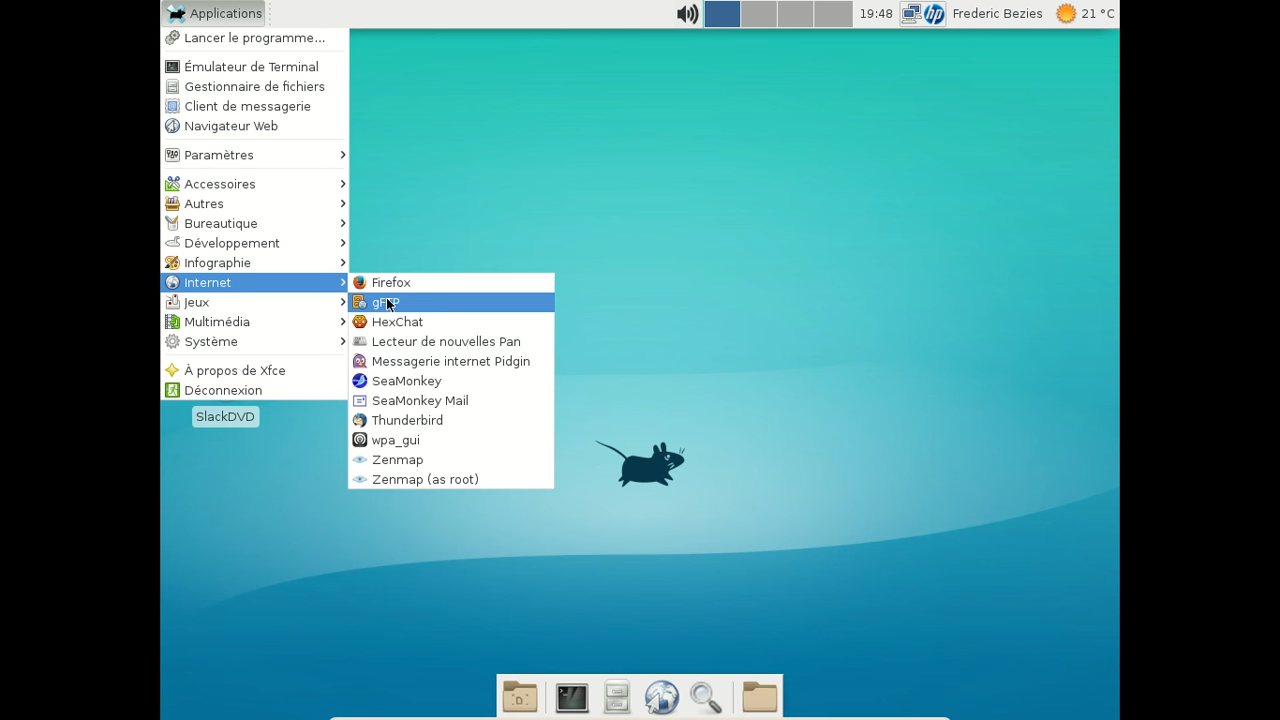 Applications
19:48
Frederic Bezies
21 °C
Lancer le programme...
Émulateur de Terminal
Gestionnaire de fichiers
Client de messagerie
Navigateur Web
Paramètres
Accessoires
Autres
Bureautique
Développement
Infographie
Internet
Jeux
Multimédia
Système
À propos de Xfce
Déconnexion
SlackDVD
Firefox
gFTP
HexChat
Lecteur de nouvelles Pan
Messagerie internet Pidgin
SeaMonkey
SeaMonkey Mail
Thunderbird
wpa_gui
Zenmap
Zenmap (as root)